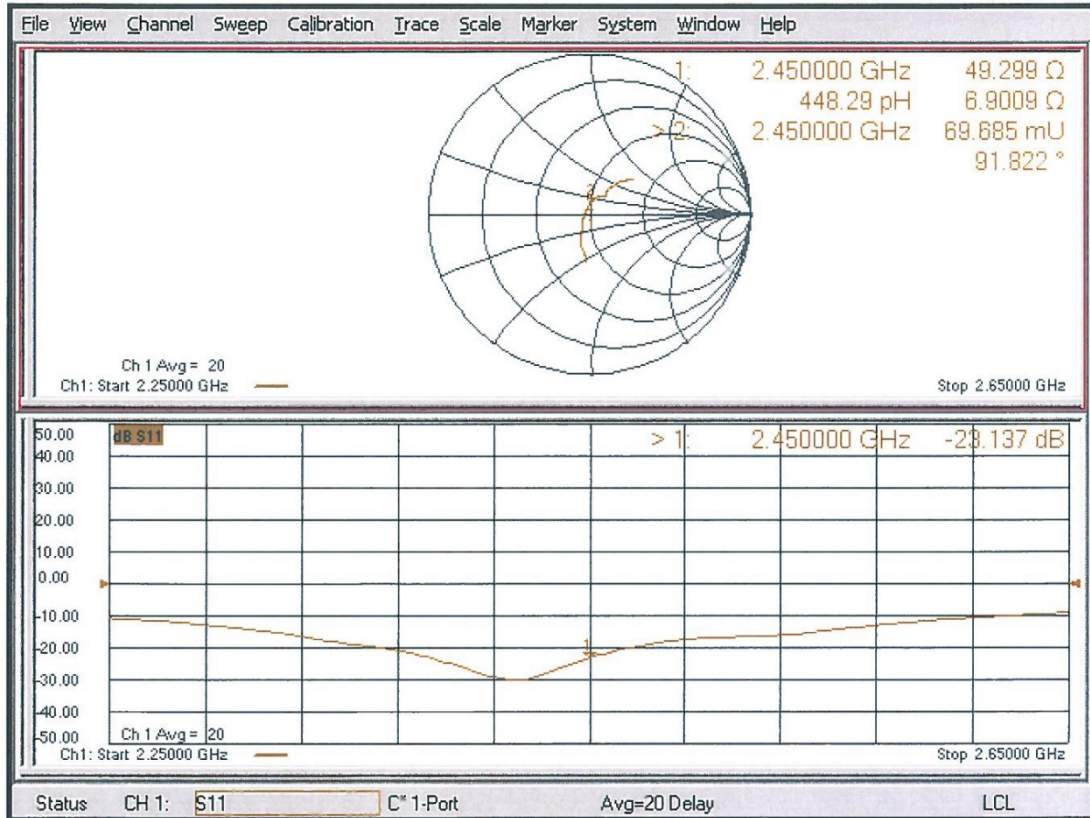 File View Channel Sweep Calibration Trace Scale Marker System Window Help
1: 2.450000 GHz 49.299 Ω
448.29 pH 6.9009 Ω
> 2: 2.450000 GHz 69.685 mU
91.822 °
Ch 1 Avg = 20
Ch1: Start 2.25000 GHz Stop 2.65000 GHz
50.00 dB S11 > 1: 2.450000 GHz -23.137 dB
40.00
30.00
20.00
10.00
0.00
-10.00
-20.00 1
-30.00
-40.00
-50.00 Ch 1 Avg = 20
Ch1: Start 2.25000 GHz Stop 2.65000 GHz
Status CH 1: S11 C* 1-Port Avg=20 Delay LCL